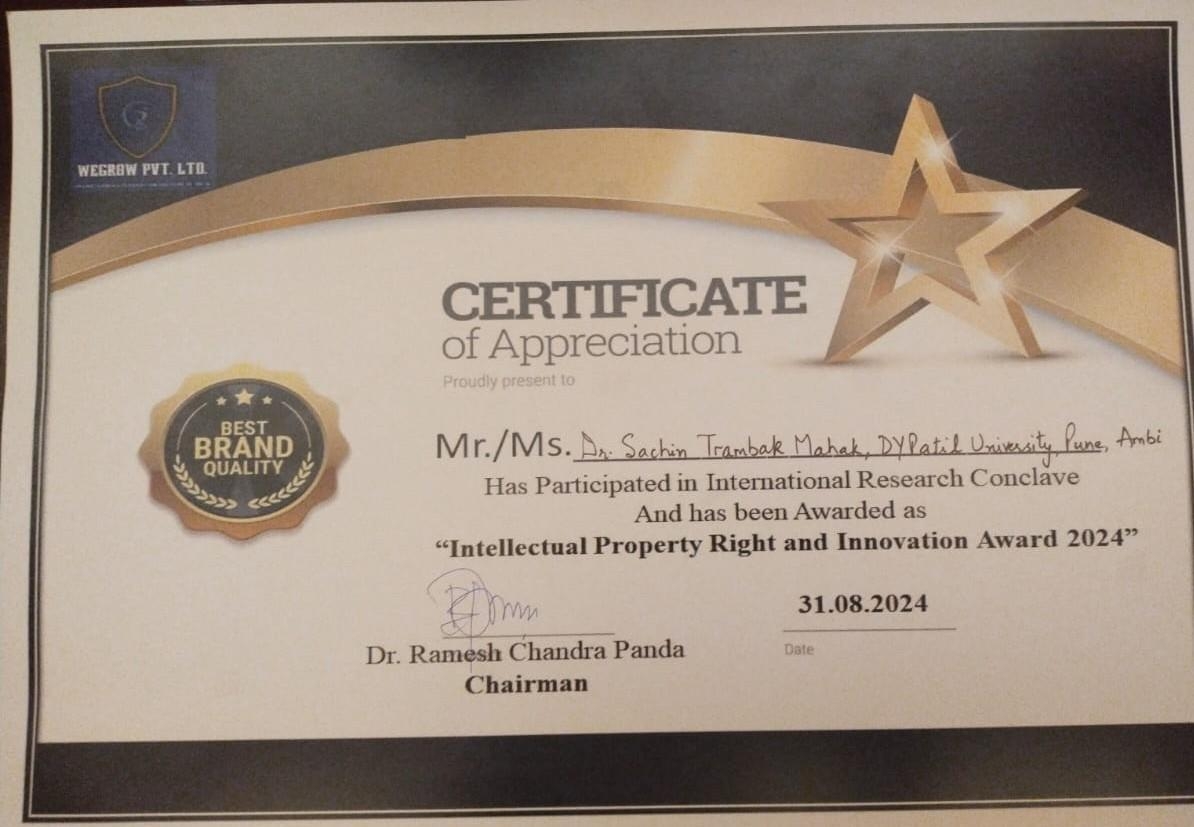 WEGROW PVT. LTD.
CERTIFICATE
of Appreciation
Proudly present to
BEST
BRAND
QUALITY
Mr./Ms. Dr. Sachin Trambak Mahak, DYPatil University, Pune, Ambi
Has Participated in International Research Conclave
And has been Awarded as
“Intellectual Property Right and Innovation Award 2024”
31.08.2024
Date
Dr. Ramesh Chandra Panda
Chairman